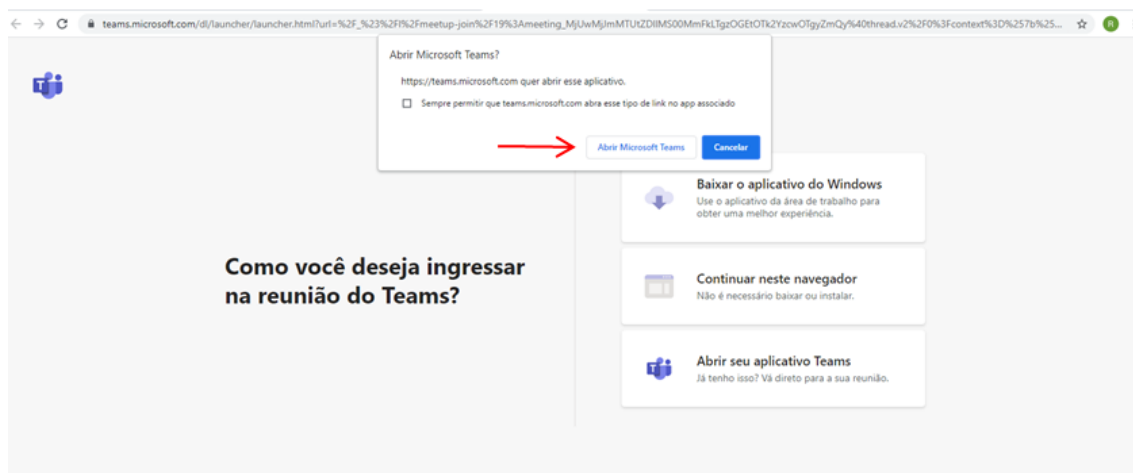 teams.microsoft.com/dl/launcher/launcher.html?url=%2F_%23%2Fl%2Fmeetup-join%2F19%3Ameeting_MjUwMjJmMTUtZDllMS00MmFkLTgzOGEtOTk2YzcwOTgyZmQy%40thread.v2%2F0%3Fcontext%3D%257b%25...
R
Abrir Microsoft Teams?
https://teams.microsoft.com quer abrir esse aplicativo.
Sempre permitir que teams.microsoft.com abra esse tipo de link no app associado
Abrir Microsoft Teams
Cancelar
Baixar o aplicativo do Windows
Use o aplicativo da área de trabalho para
obter uma melhor experiência.
Como você deseja ingressar
na reunião do Teams?
Continuar neste navegador
Não é necessário baixar ou instalar.
Abrir seu aplicativo Teams
Já tenho isso? Vá direto para a sua reunião.